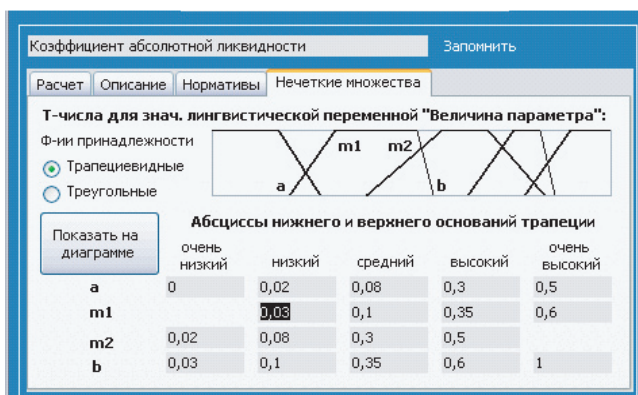 Коэффициент абсолютной ликвидности Запомнить
Расчет Описание Нормативы Нечеткие множества
Т-числа для знач. лингвистической переменной "Величина параметра":
Ф-ии принадлежности
Трапециевидные
Треугольные
m1 m2
a b
Показать на
диаграмме
Абсциссы нижнего и верхнего оснований трапеции
очень
низкий низкий средний высокий очень
высокий
a 0 0,02 0,08 0,3 0,5
m1 0,03 0,1 0,35 0,6
m2 0,02 0,08 0,3 0,5
b 0,03 0,1 0,35 0,6 1